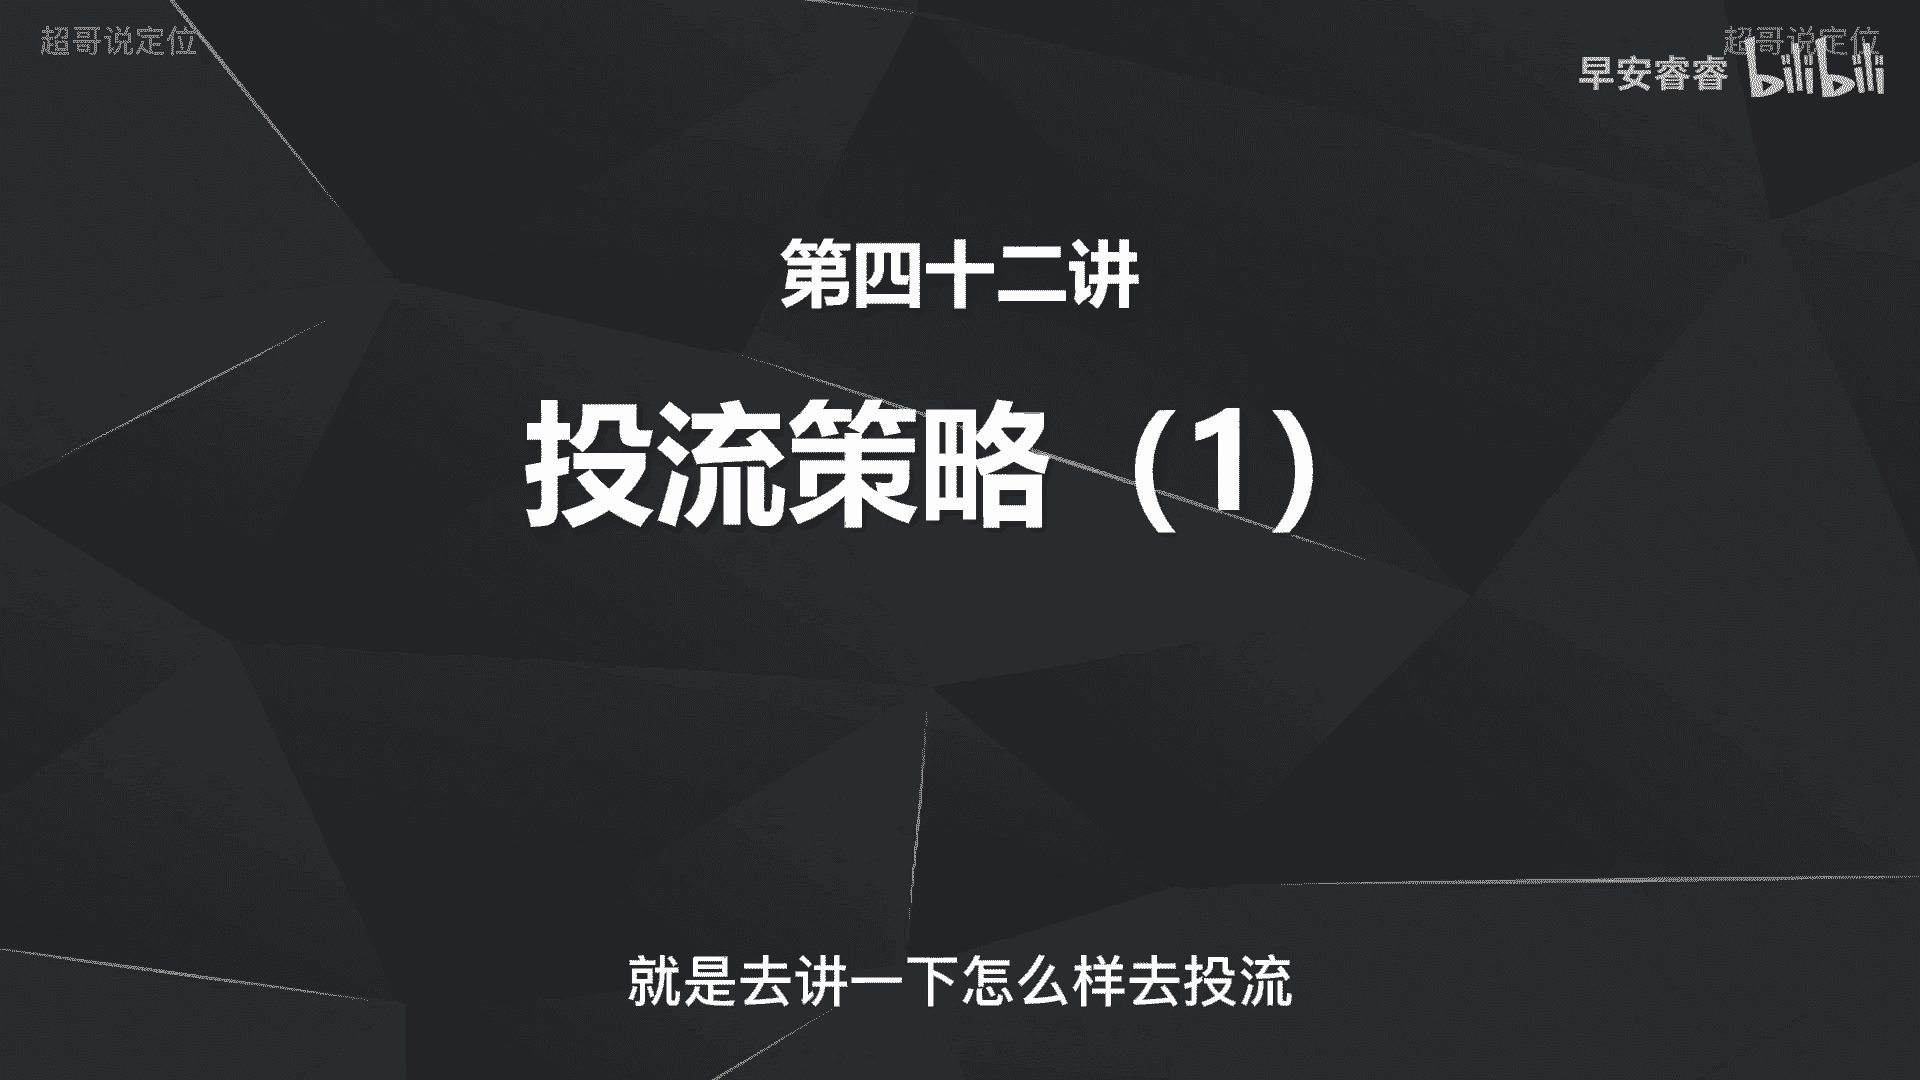 超哥说定位
超哥说定位
早安睿睿 bilibili
第四十二讲
投流策略（1）
就是去讲一下怎么样去投流